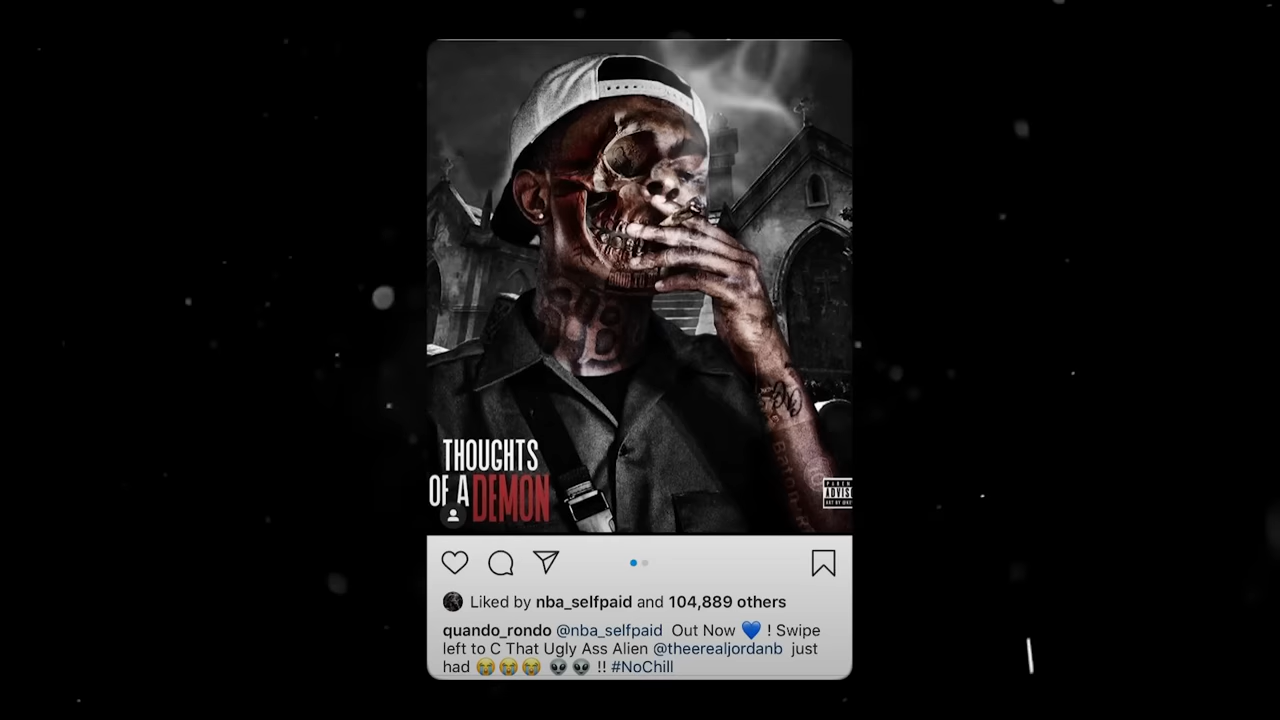 THOUGHTS
OF A DEMON
Liked by nba_selfpaid and 104,889 others
quando_rondo @nba_selfpaid Out Now 💙 ! Swipe
left to C That Ugly Ass Alien @theerealjordanb just
had 😭😭😭 👽👽 !! #NoChill